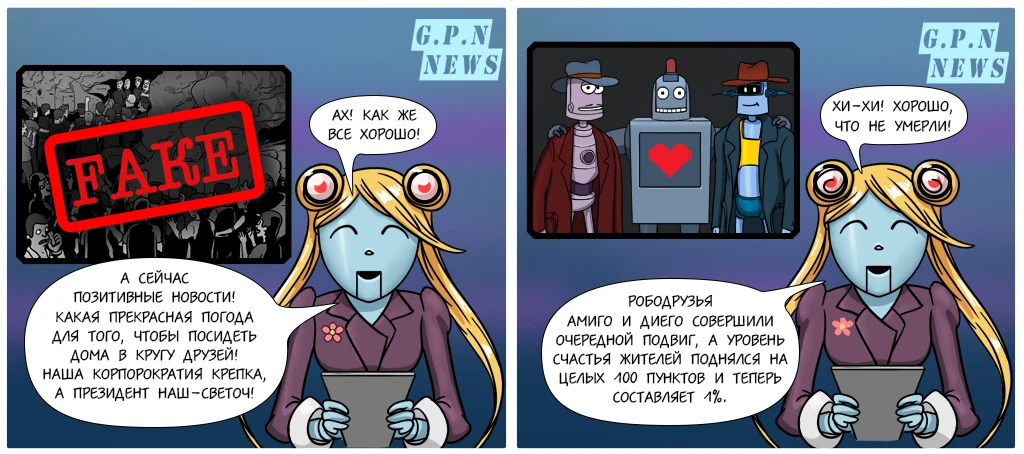 G.P.N
NEWS
FAKE
АХ! КАК ЖЕ
ВСЕ ХОРОШО!
А СЕЙЧАС
ПОЗИТИВНЫЕ НОВОСТИ!
КАКАЯ ПРЕКРАСНАЯ ПОГОДА
ДЛЯ ТОГО, ЧТОБЫ ПОСИДЕТЬ
ДОМА В КРУГУ ДРУЗЕЙ!
НАША КОРПОРОКРАТИЯ КРЕПКА,
А ПРЕЗИДЕНТ НАШ-СВЕТОЧ!
G.P.N
NEWS
ХИ-ХИ! ХОРОШО,
ЧТО НЕ УМЕРЛИ!
РОБОДРУЗЬЯ
АМИГО И ДИЕГО СОВЕРШИЛИ
ОЧЕРЕДНОЙ ПОДВИГ, А УРОВЕНЬ
СЧАСТЬЯ ЖИТЕЛЕЙ ПОДНЯЛСЯ НА
ЦЕЛЫХ 100 ПУНКТОВ И ТЕПЕРЬ
СОСТАВЛЯЕТ 1%.